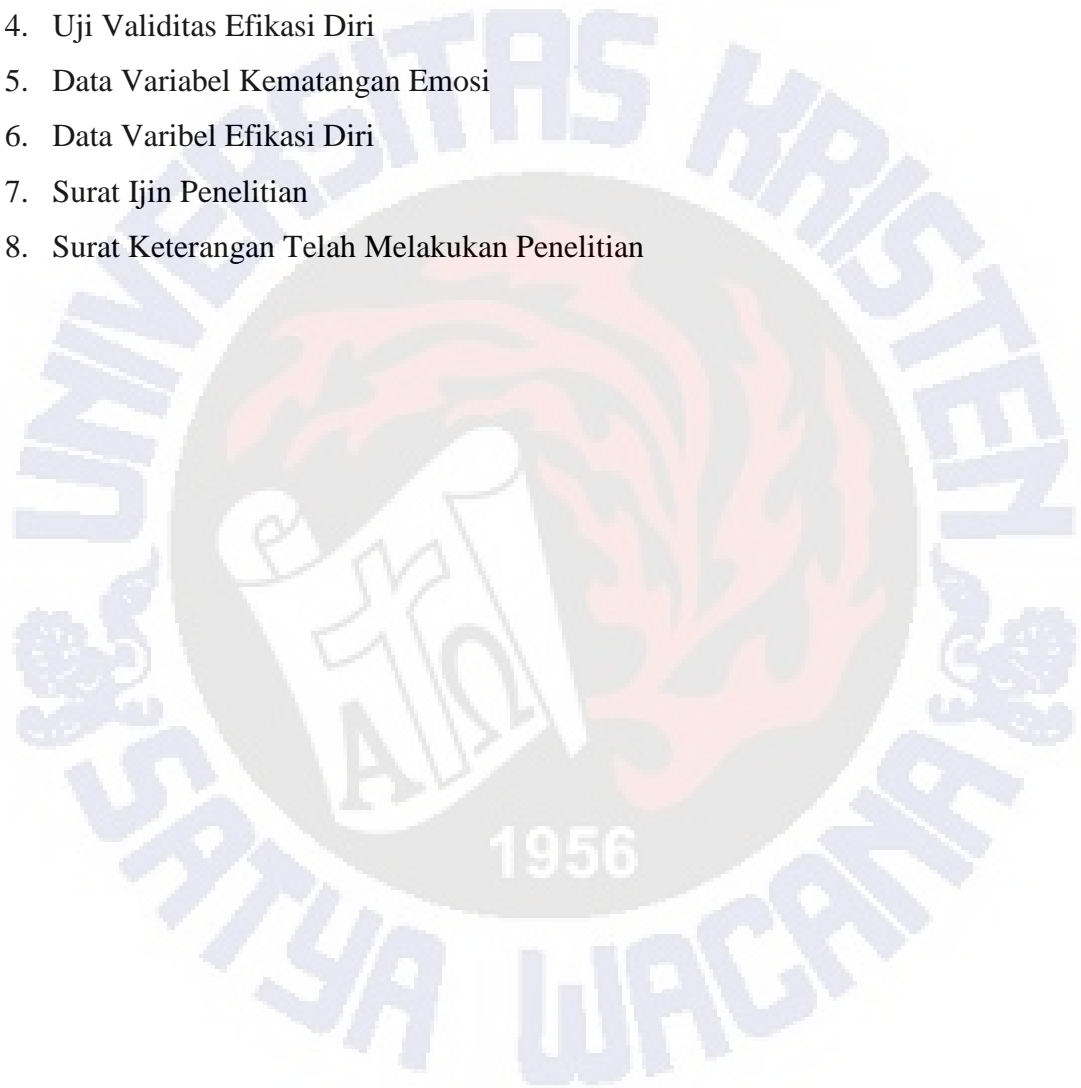 4. Uji Validitas Efikasi Diri
5. Data Variabel Kematangan Emosi
6. Data Varibel Efikasi Diri
7. Surat Ijin Penelitian
8. Surat Keterangan Telah Melakukan Penelitian
UNIVERSITAS KRISTEN
Α Ω
1956
SATYA WACANA